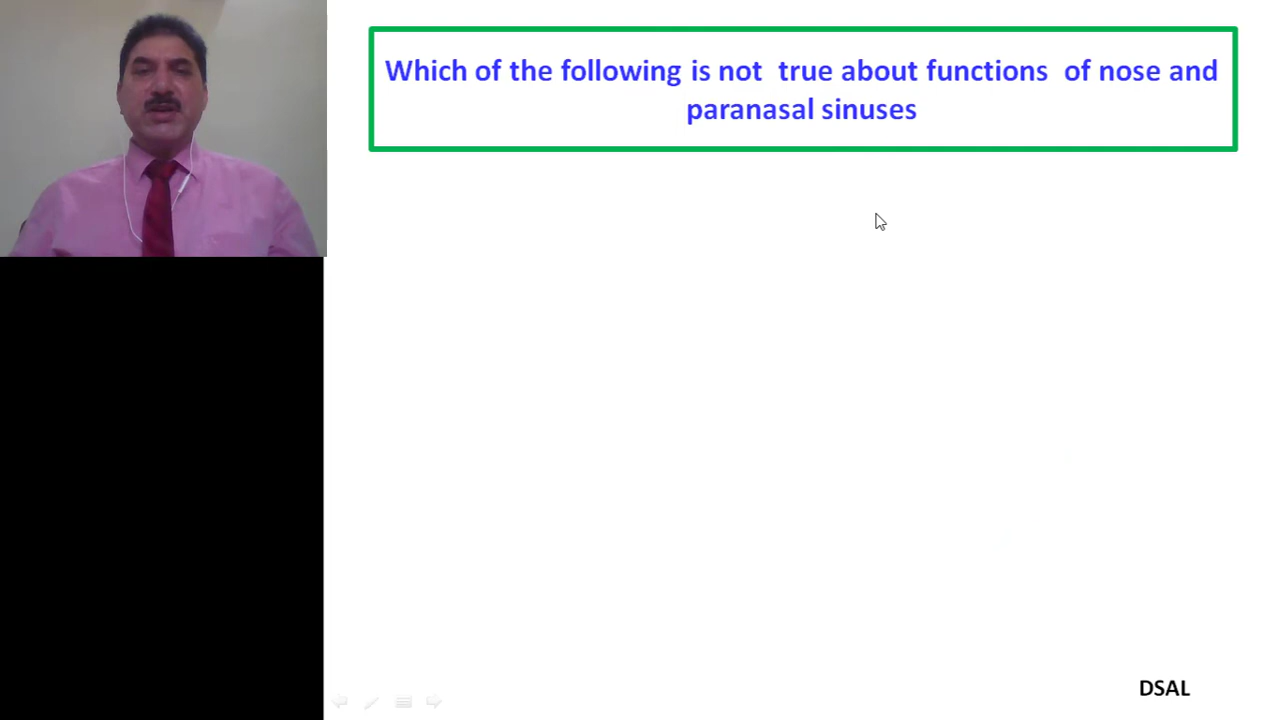 Which of the following is not  true about functions  of nose and
paranasal sinuses
DSAL